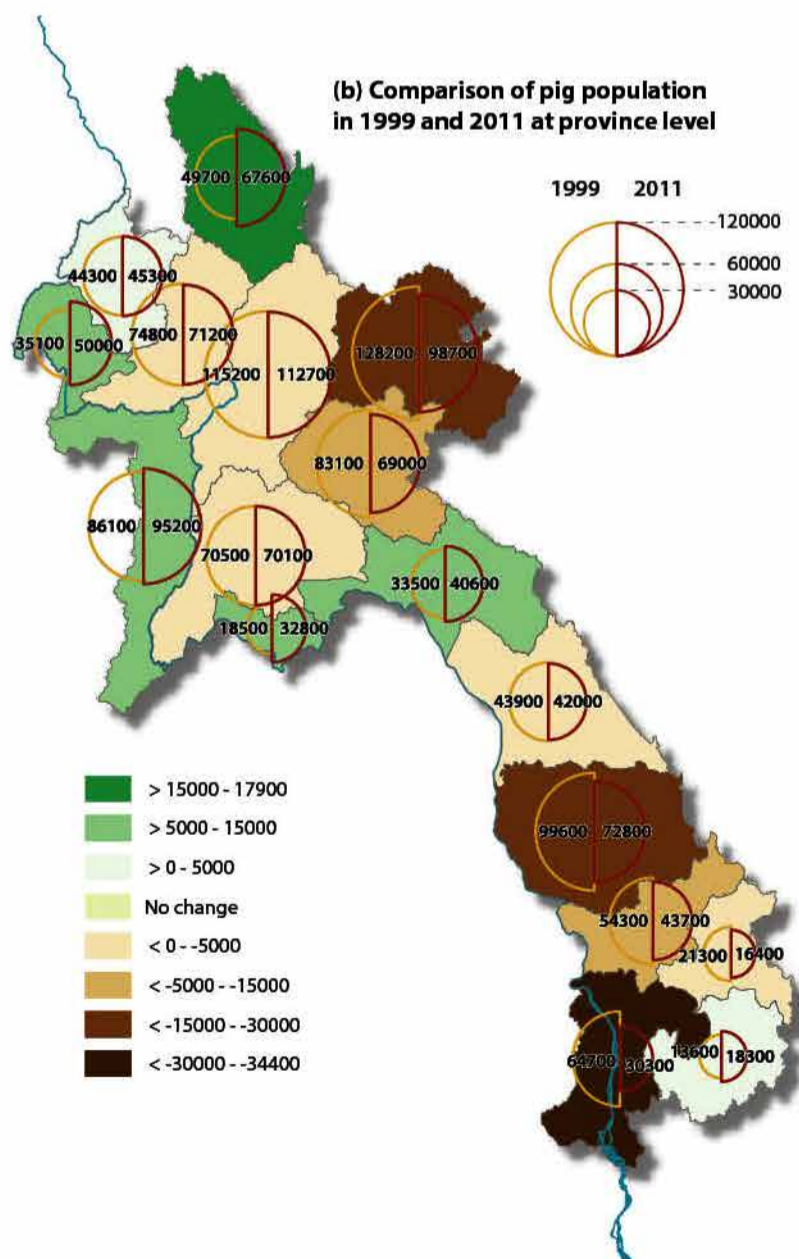 (b) Comparison of pig population
in 1999 and 2011 at province level
1999 2011
120000
60000
30000
49700 67600
44300 45300
35100 50000
74800 71200
115200 112700
128200 98700
83100 69000
86100 95200
70500 70100
33500 40600
18500 32800
43900 42000
99600 72800
54300 43700
21300 16400
64700 30300
13600 18300
> 15000 - 17900
> 5000 - 15000
> 0 - 5000
No change
< 0 - -5000
< -5000 - -15000
< -15000 - -30000
< -30000 - -34400